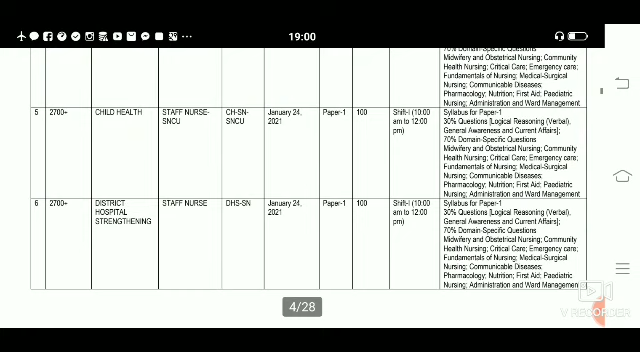 19:00
70% Domain-Specific Questions
Midwifery and Obstetrical Nursing; Community
Health Nursing; Critical Care; Emergency care;
Fundamentals of Nursing; Medical-Surgical
Nursing; Communicable Diseases;
Pharmacology; Nutrition; First Aid; Paediatric
Nursing; Administration and Ward Management
5 2700+ CHILD HEALTH STAFF NURSE- CH-SN- January 24, Paper-1 100 Shift-I (10:00 Syllabus for Paper-1
SNCU SNCU 2021 am to 12:00 30% Questions [Logical Reasoning (Verbal),
pm) General Awareness and Current Affairs];
70% Domain-Specific Questions
Midwifery and Obstetrical Nursing; Community
Health Nursing; Critical Care; Emergency care;
Fundamentals of Nursing; Medical-Surgical
Nursing; Communicable Diseases;
Pharmacology; Nutrition; First Aid; Paediatric
Nursing; Administration and Ward Management
6 2700+ DISTRICT STAFF NURSE DHS-SN January 24, Paper-1 100 Shift-I (10:00 Syllabus for Paper-1
HOSPITAL 2021 am to 12:00 30% Questions [Logical Reasoning (Verbal),
STRENGTHENING pm) General Awareness and Current Affairs];
70% Domain-Specific Questions
Midwifery and Obstetrical Nursing; Community
Health Nursing; Critical Care; Emergency care;
Fundamentals of Nursing; Medical-Surgical
Nursing; Communicable Diseases;
Pharmacology; Nutrition; First Aid; Paediatric
Nursing; Administration and Ward Management
4/28
V RECORDER